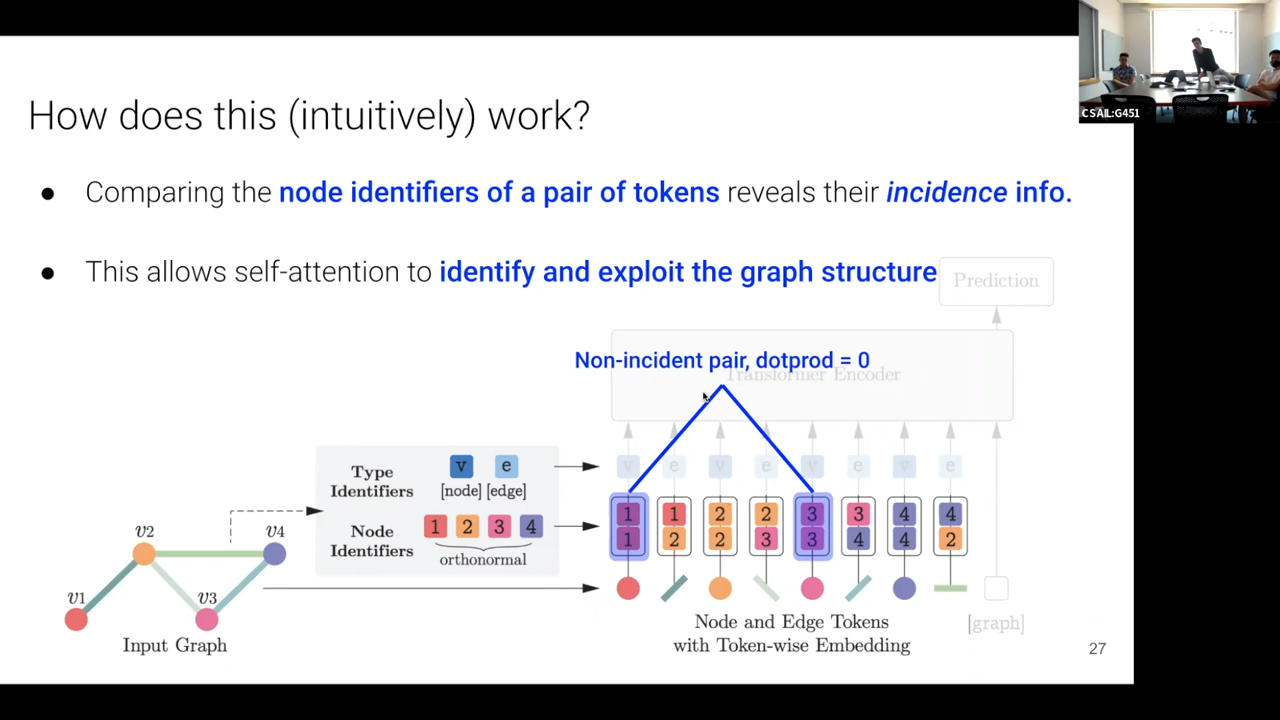 CSAIL:G451
How does this (intuitively) work?
● Comparing the node identifiers of a pair of tokens reveals their incidence info.
● This allows self-attention to identify and exploit the graph structure
Prediction
Non-incident pair, dotprod = 0
Transformer Encoder
Type Identifiers
v e
[node] [edge]
Node Identifiers
1 2 3 4
orthonormal
v e v e v e v e
1 1 2 2 3 3 4 4
1 2 2 3 3 4 4 2
v1
v2
v3
v4
Input Graph
Node and Edge Tokens
with Token-wise Embedding
[graph]
27